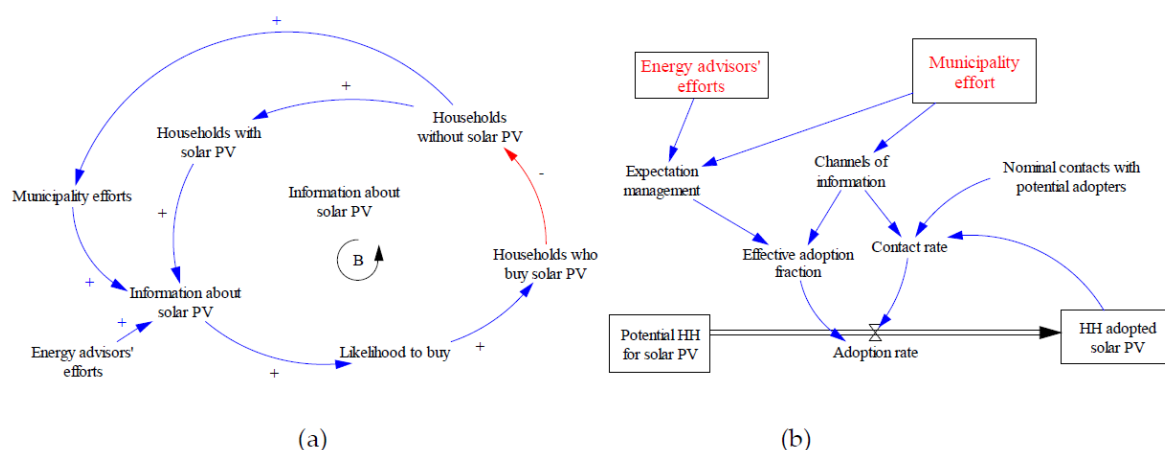 +
+
Households with
solar PV
Households
without solar PV
Municipality efforts
Information about
solar PV
-
+
B
Households who
buy solar PV
+
Information about
solar PV
+
Energy advisors'
efforts
Likelihood to buy
+
+
(a)
Energy advisors'
efforts
Municipality
effort
Expectation
management
Channels of
information
Nominal contacts with
potential adopters
Effective adoption
fraction
Contact rate
Potential HH
for solar PV
Adoption rate
HH adopted
solar PV
(b)